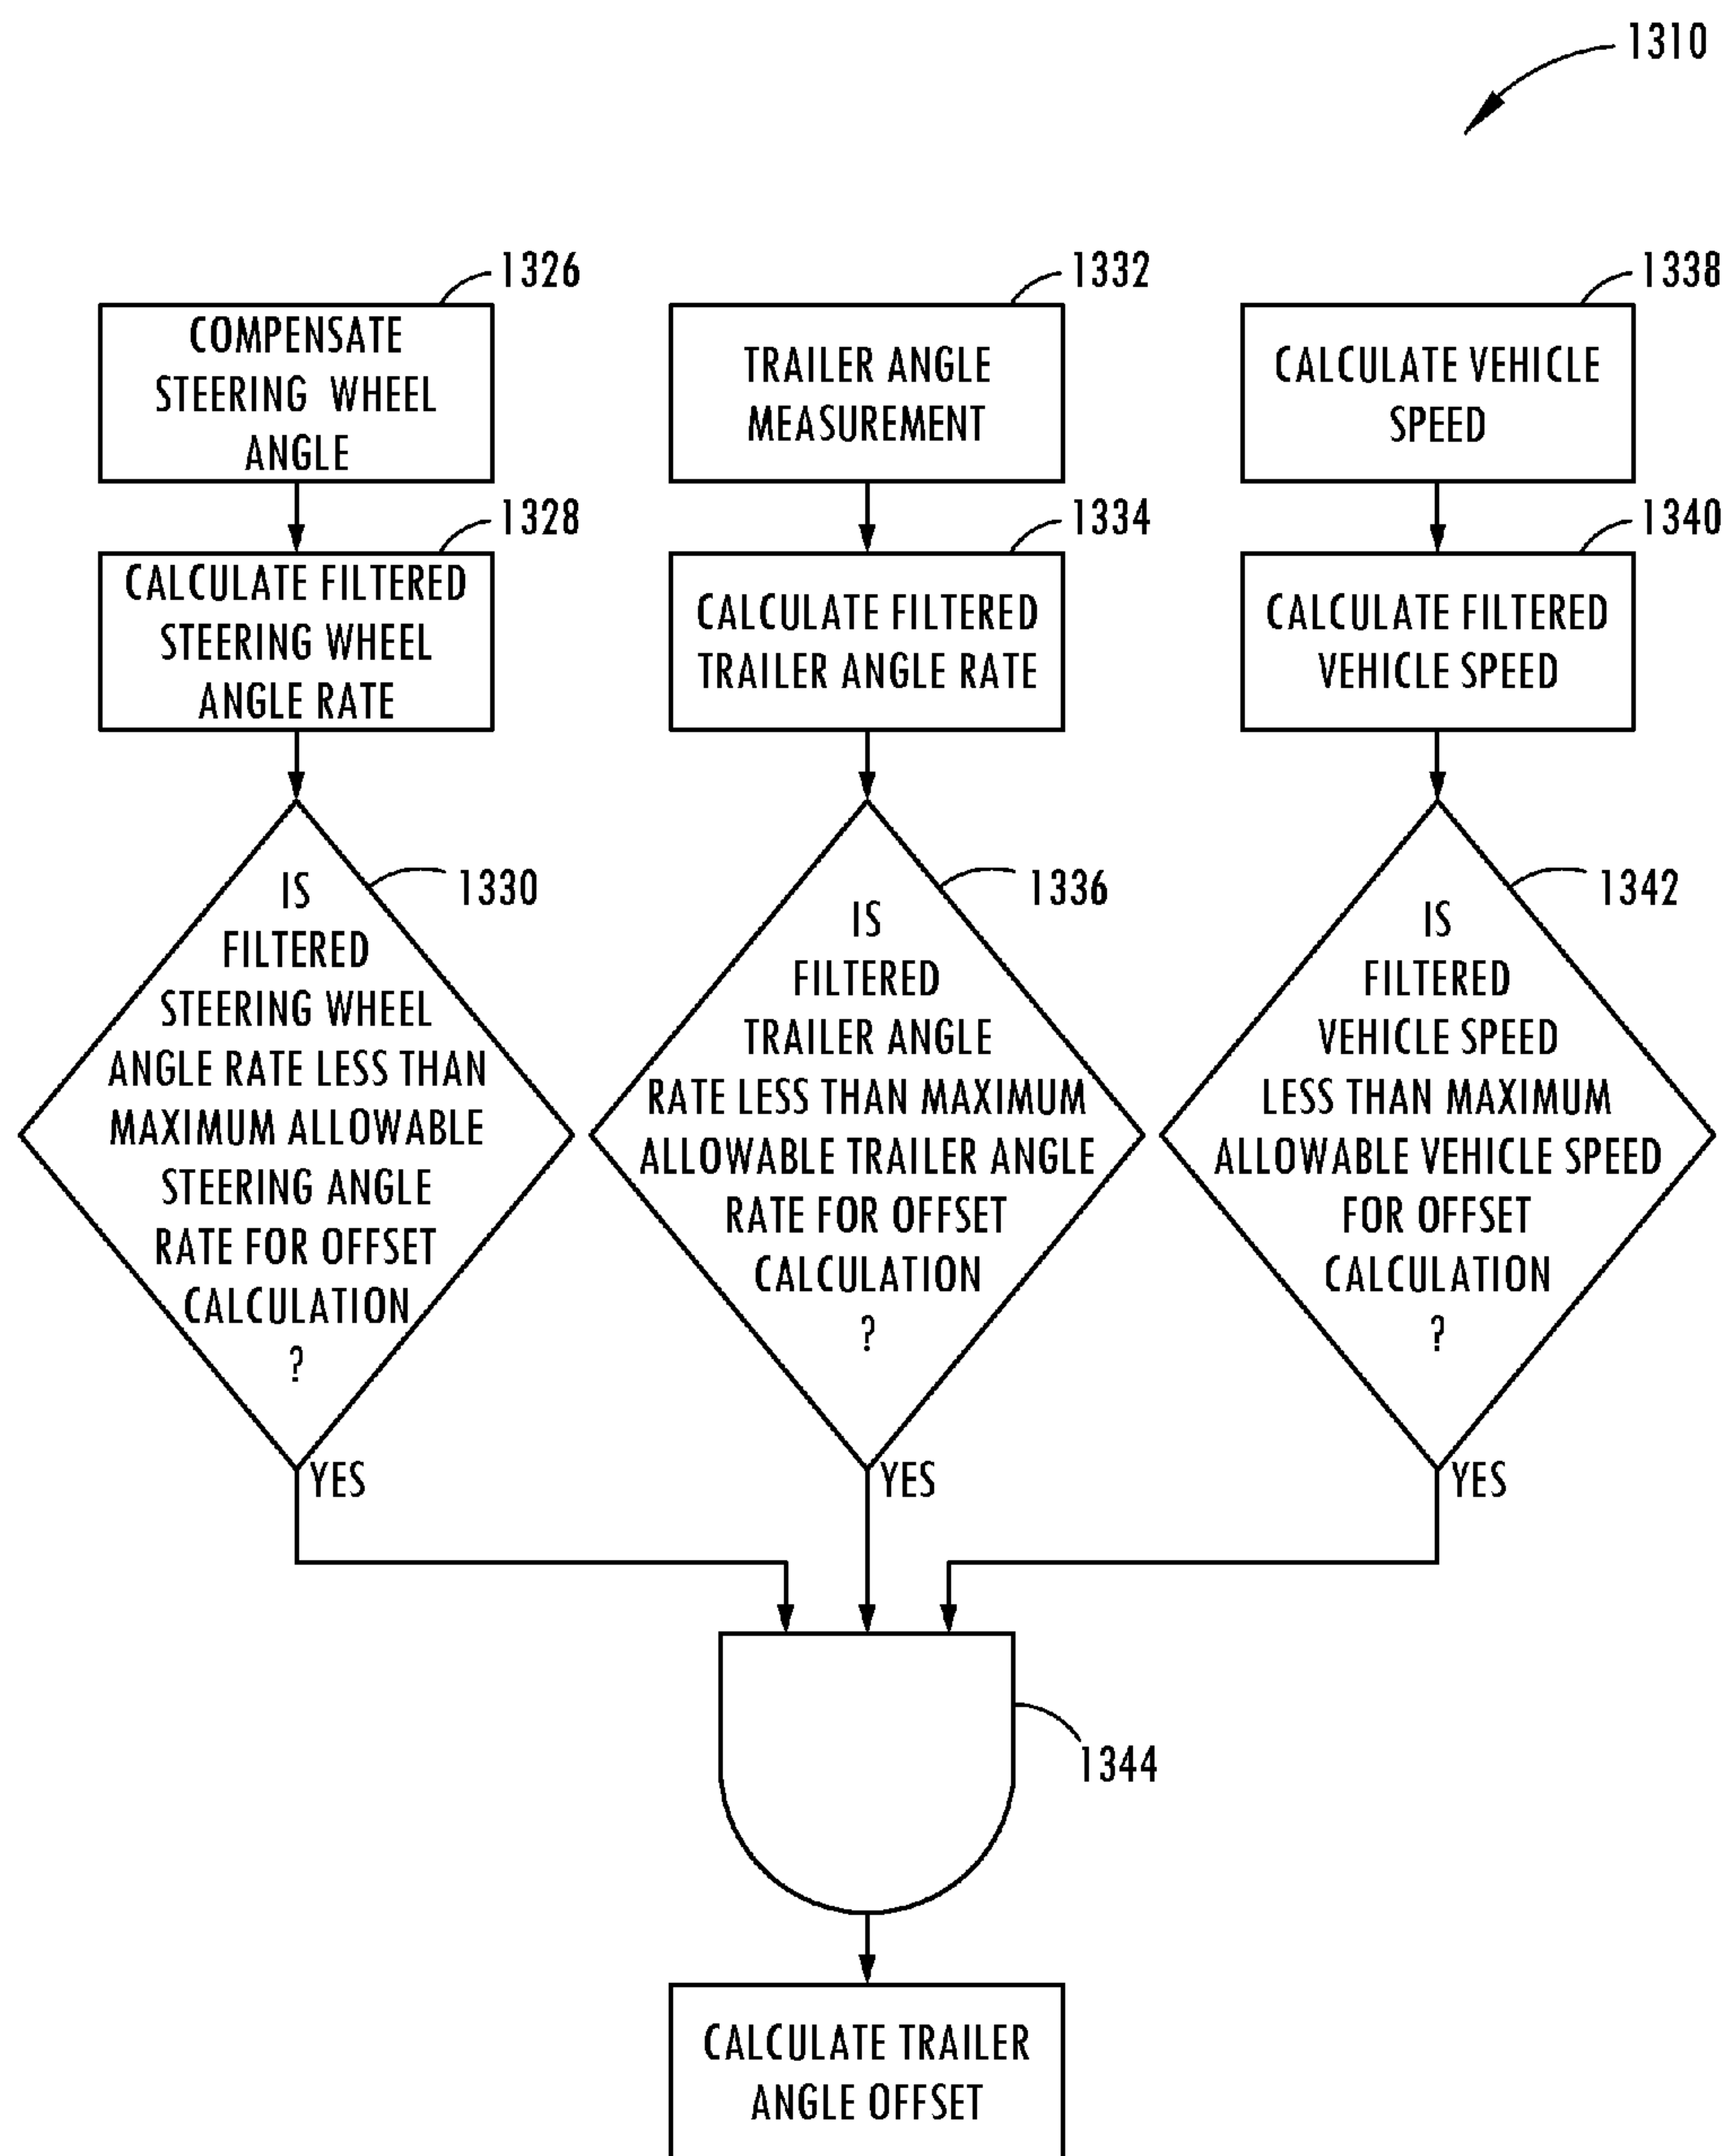 1310
1326
COMPENSATE
STEERING WHEEL
ANGLE
1332
TRAILER ANGLE
MEASUREMENT
1338
CALCULATE VEHICLE
SPEED
1328
CALCULATE FILTERED
STEERING WHEEL
ANGLE RATE
1334
CALCULATE FILTERED
TRAILER ANGLE RATE
1340
CALCULATE FILTERED
VEHICLE SPEED
1330
IS
FILTERED
STEERING WHEEL
ANGLE RATE LESS THAN
MAXIMUM ALLOWABLE
STEERING ANGLE
RATE FOR OFFSET
CALCULATION
?
YES
1336
IS
FILTERED
TRAILER ANGLE
RATE LESS THAN MAXIMUM
ALLOWABLE TRAILER ANGLE
RATE FOR OFFSET
CALCULATION
?
YES
1342
IS
FILTERED
VEHICLE SPEED
LESS THAN MAXIMUM
ALLOWABLE VEHICLE SPEED
FOR OFFSET
CALCULATION
?
YES
1344
CALCULATE TRAILER
ANGLE OFFSET